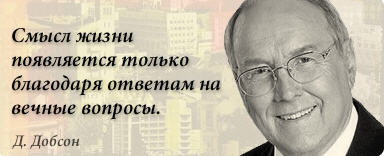 Смысл жизни
появляется только
благодаря ответам на
вечные вопросы.
Д. Добсон